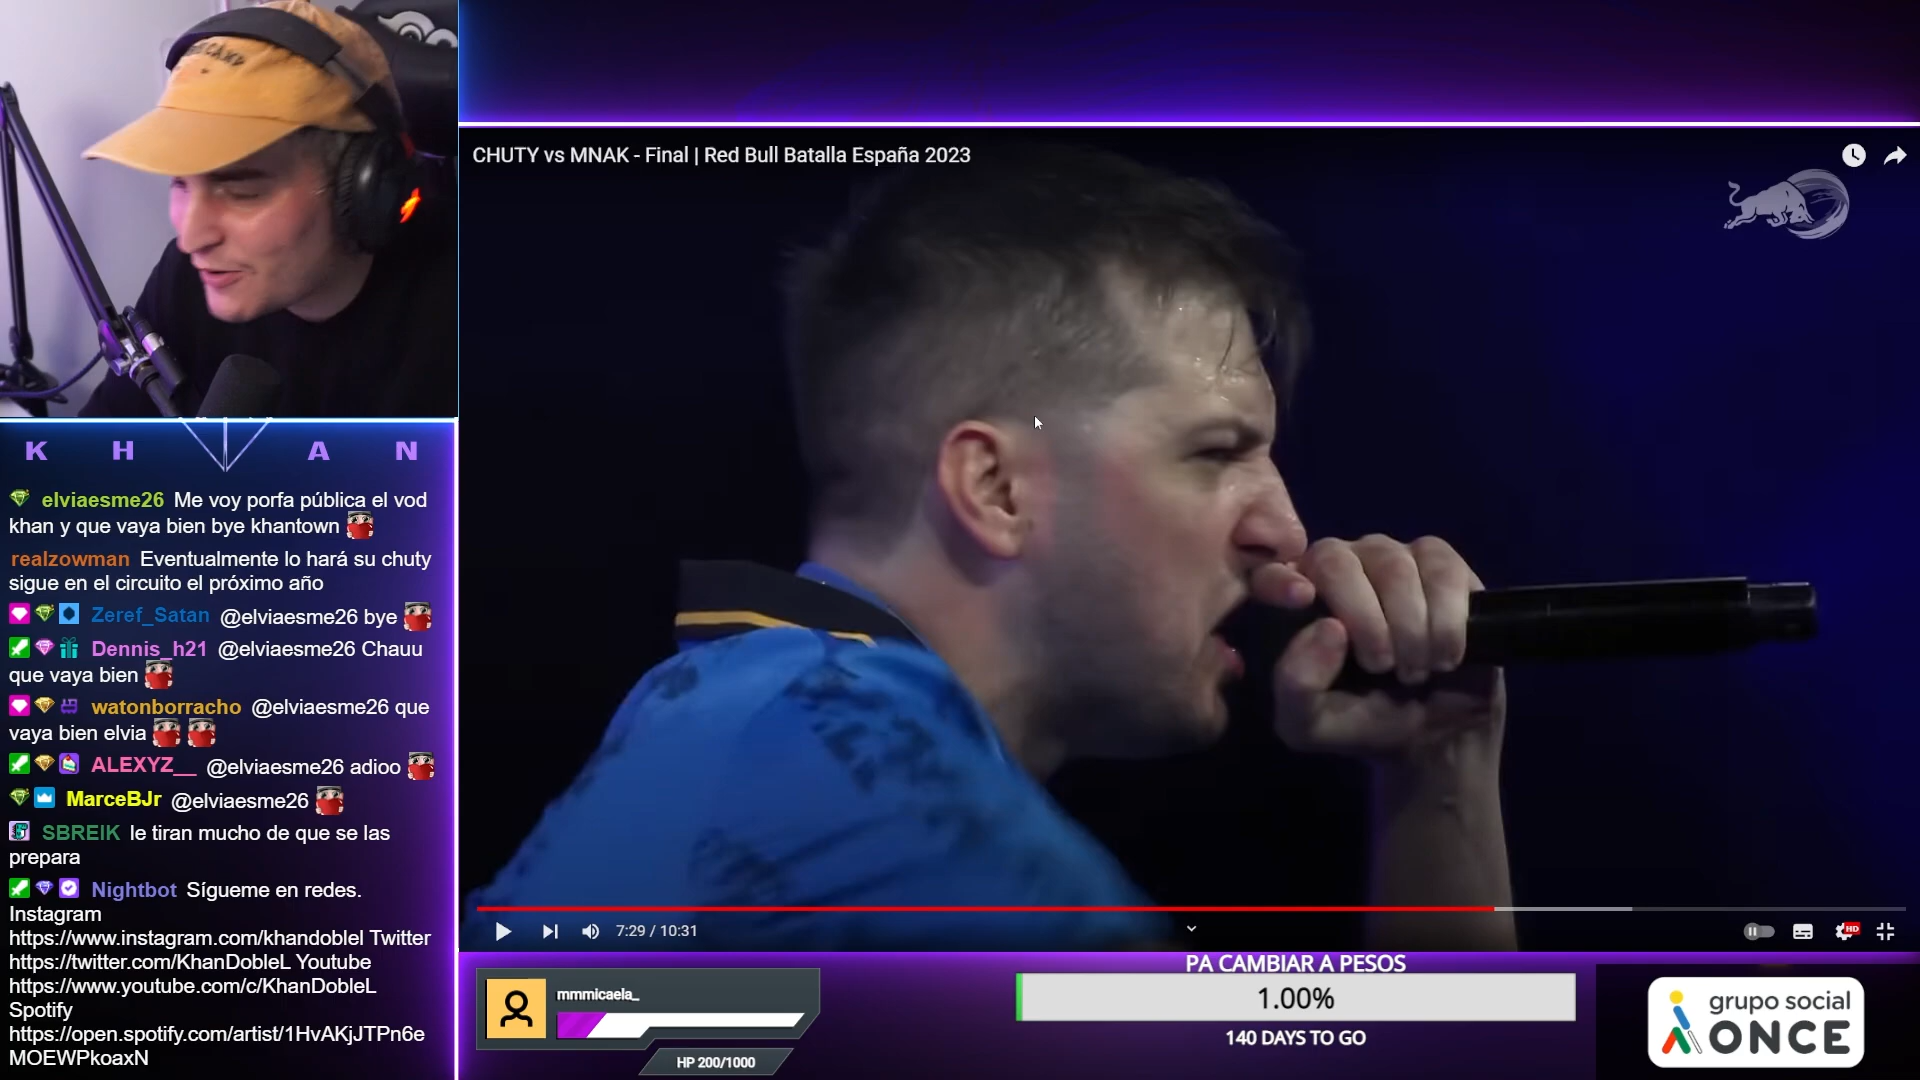 CHUTY vs MNAK - Final | Red Bull Batalla España 2023
K H A N
elviaesme26 Me voy porfa pública el vod
khan y que vaya bien bye khantown
realzowman Eventualmente lo hará su chuty
sigue en el circuito el próximo año
Zeref_Satan @elviaesme26 bye
Dennis_h21 @elviaesme26 Chauu
que vaya bien
watonborracho @elviaesme26 que
vaya bien elvia
ALEXYZ__ @elviaesme26 adioo
MarceBJr @elviaesme26
SBREIK le tiran mucho de que se las
prepara
Nightbot Sígueme en redes.
Instagram
https://www.instagram.com/khandoblel Twitter
https://twitter.com/KhanDobleL Youtube
https://www.youtube.com/c/KhanDobleL
Spotify
https://open.spotify.com/artist/1HvAKjJTPn6e
MOEWPkoaxN
7:29 / 10:31
HD
mmmicaela_
HP 200/1000
PA CAMBIAR A PESOS
1.00%
140 DAYS TO GO
grupo social
ONCE